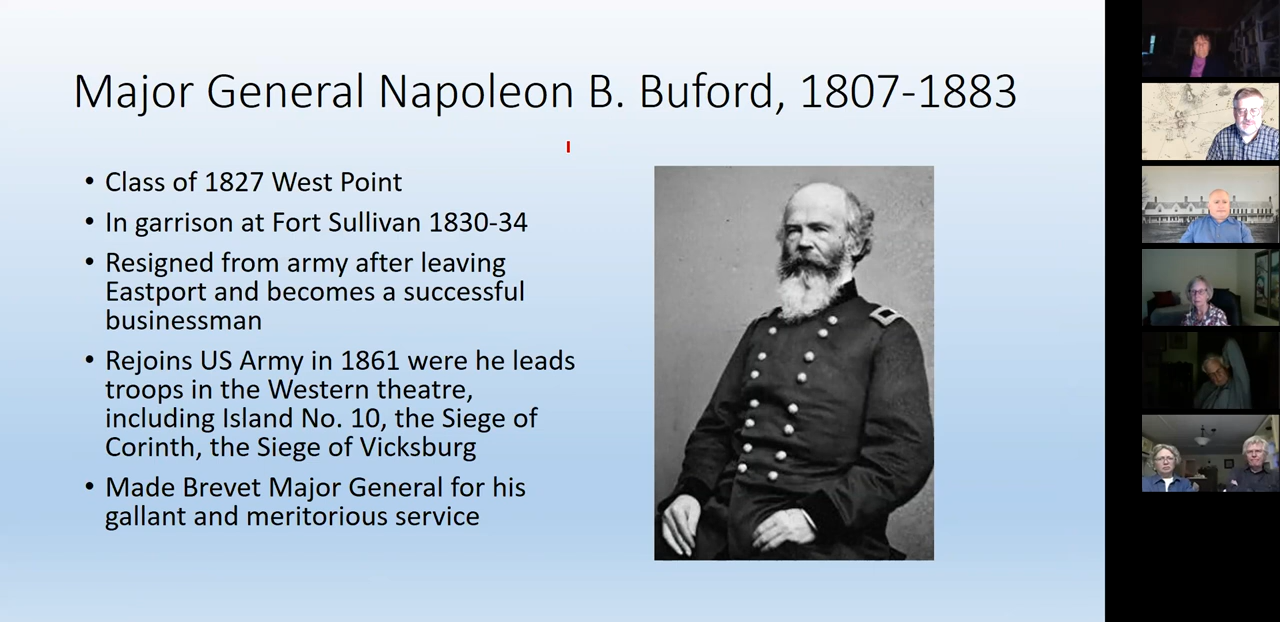 Major General Napoleon B. Buford, 1807-1883
• Class of 1827 West Point
• In garrison at Fort Sullivan 1830-34
• Resigned from army after leaving
Eastport and becomes a successful
businessman
• Rejoins US Army in 1861 were he leads
troops in the Western theatre,
including Island No. 10, the Siege of
Corinth, the Siege of Vicksburg
• Made Brevet Major General for his
gallant and meritorious service